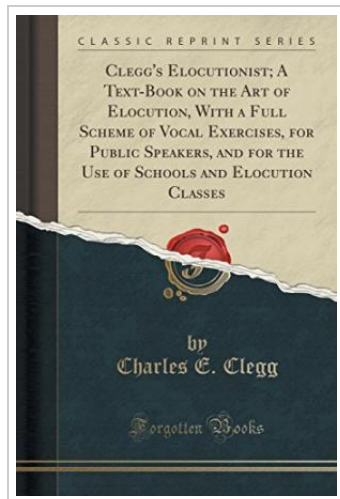 CLASSIC REPRINT SERIES
CLEGG'S ELOCUTIONIST; A
TEXT-BOOK ON THE ART OF
ELOCUTION, WITH A FULL
SCHEME OF VOCAL EXERCISES, FOR
PUBLIC SPEAKERS, AND FOR THE
USE OF SCHOOLS AND ELOCUTION
CLASSES
by
Charles E. Clegg
Forgotten Books